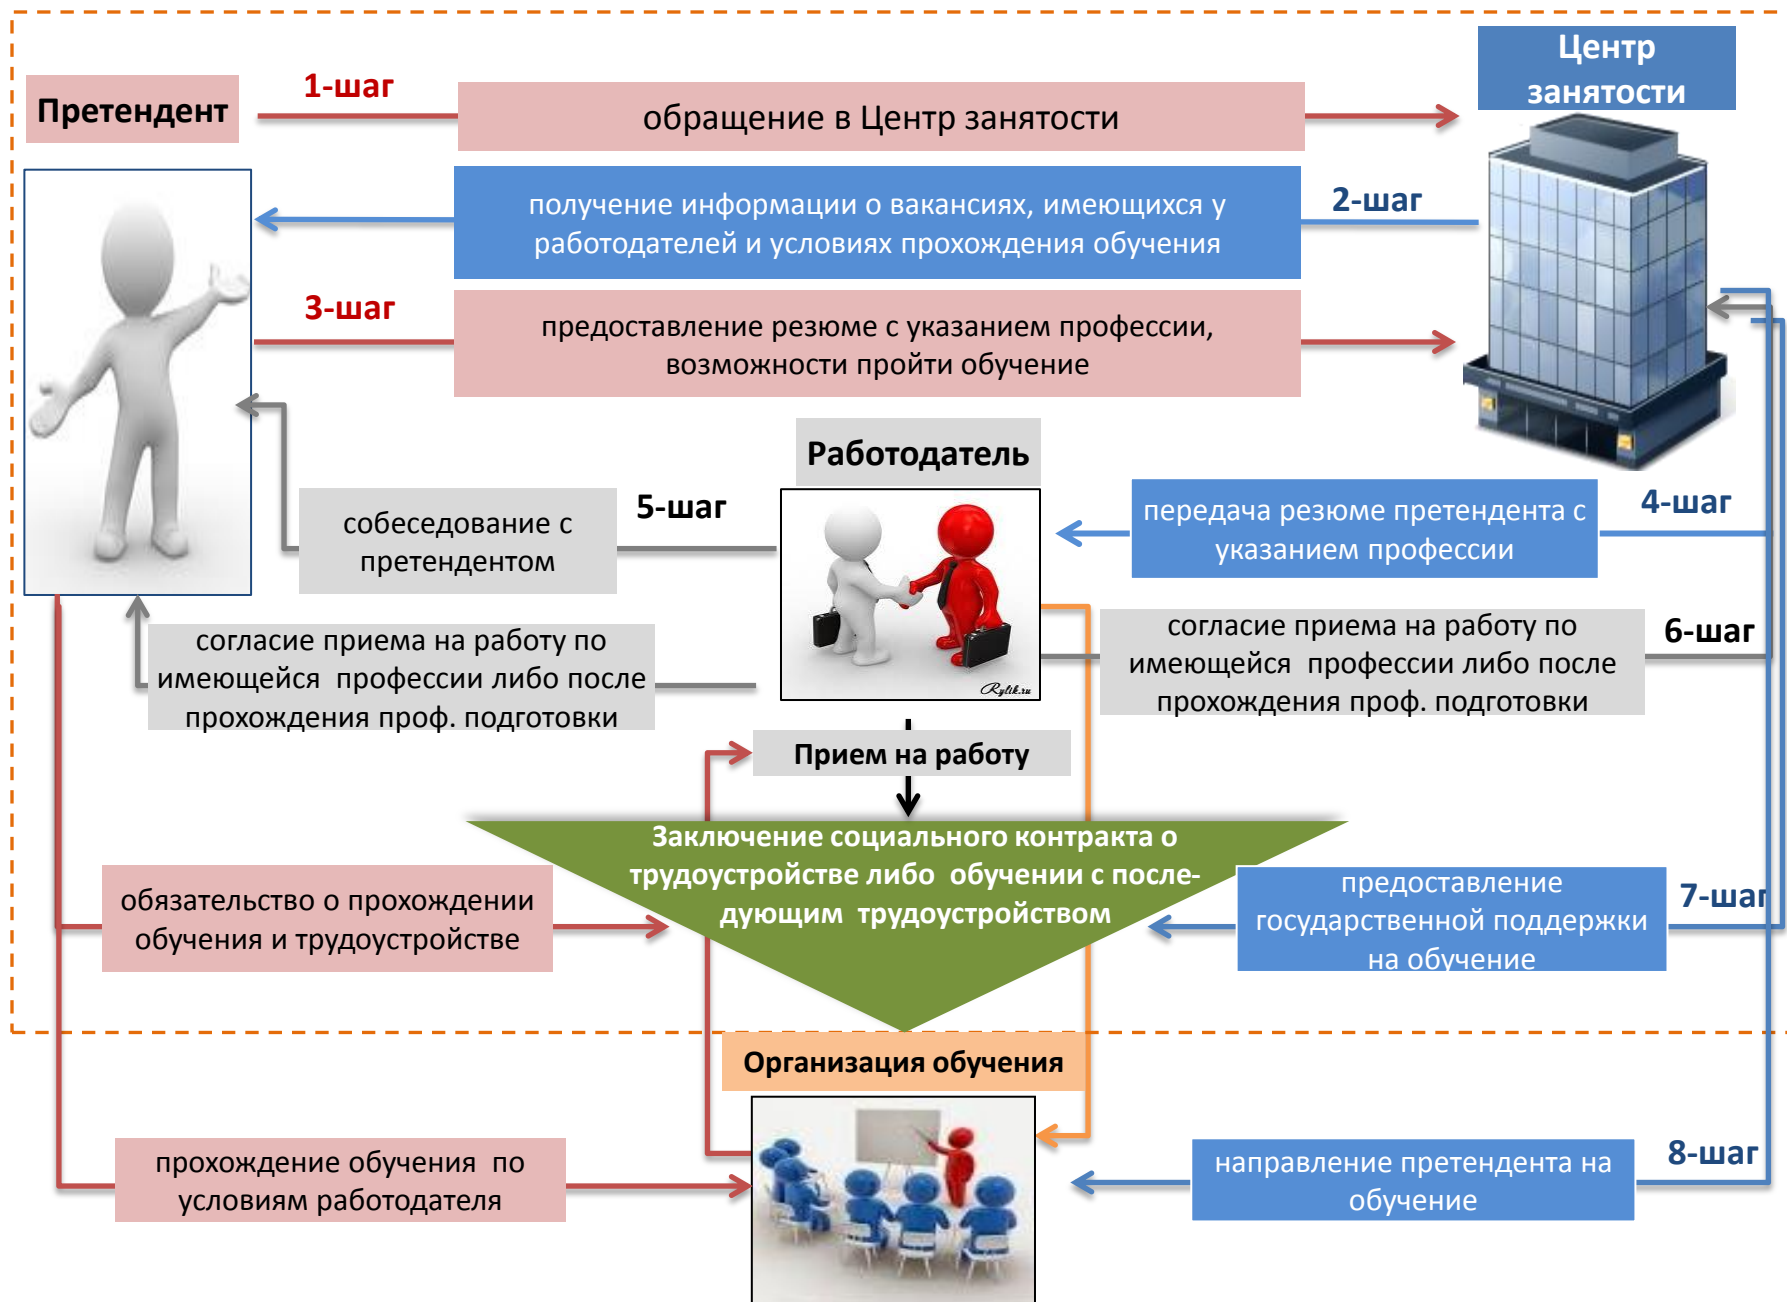 Центр
занятости
Претендент
1-шаг
обращение в Центр занятости
получение информации о вакансиях, имеющихся у
работодателей и условиях прохождения обучения
2-шаг
3-шаг
предоставление резюме с указанием профессии,
возможности пройти обучение
Работодатель
передача резюме претендента с
указанием профессии
4-шаг
собеседование с
претендентом
5-шаг
согласие приема на работу по
имеющейся профессии либо после
прохождения проф. подготовки
Rylik.ru
согласие приема на работу по
имеющейся профессии либо после
прохождения проф. подготовки
6-шаг
Прием на работу
Заключение социального контракта о
трудоустройстве либо обучении с после-
дующим трудоустройством
обязательство о прохождении
обучения и трудоустройстве
предоставление
государственной поддержки
на обучение
7-шаг
Организация обучения
прохождение обучения по
условиям работодателя
направление претендента на
обучение
8-шаг